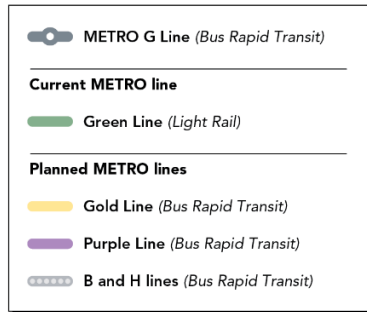 METRO G Line (Bus Rapid Transit)
Current METRO line
Green Line (Light Rail)
Planned METRO lines
Gold Line (Bus Rapid Transit)
Purple Line (Bus Rapid Transit)
B and H lines (Bus Rapid Transit)